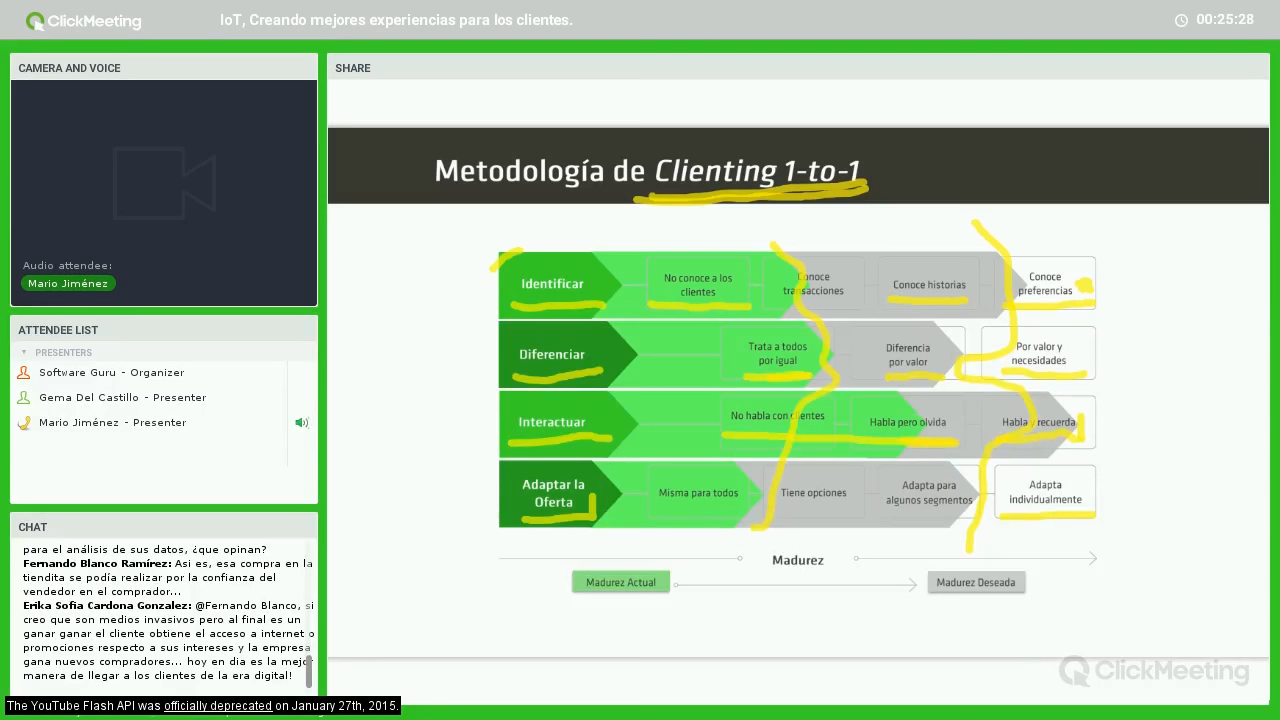 ClickMeeting
IoT, Creando mejores experiencias para los clientes.
00:25:28
CAMERA AND VOICE
Audio attendee:
Mario Jiménez
ATTENDEE LIST
PRESENTERS
Software Guru - Organizer
Gema Del Castillo - Presenter
Mario Jiménez - Presenter
CHAT
para el análisis de sus datos, ¿que opinan?
Fernando Blanco Ramírez: Asi es, esa compra en la
tiendita se podía realizar por la confianza del
vendedor en el comprador...
Erika Sofia Cardona Gonzalez: @Fernando Blanco, si
creo que son medios invasivos pero al final es un
ganar ganar el cliente obtiene el acceso a internet o
promociones respecto a sus intereses y la empresa
gana nuevos compradores... hoy en dia es la mejor
manera de llegar a los clientes de la era digital!
The YouTube Flash API was officially deprecated on January 27th, 2015.
SHARE
Metodología de Clienting 1-to-1
Identificar
No conoce a los
clientes
Conoce
transacciones
Conoce historias
Conoce
preferencias
Diferenciar
Trata a todos
por igual
Diferencia
por valor
Por valor y
necesidades
Interactuar
No habla con clientes
Habla pero olvida
Habla y recuerda
Adaptar la
Oferta
Misma para todos
Tiene opciones
Adapta para
algunos segmentos
Adapta
individualmente
Madurez
Madurez Actual
Madurez Deseada
ClickMeeting